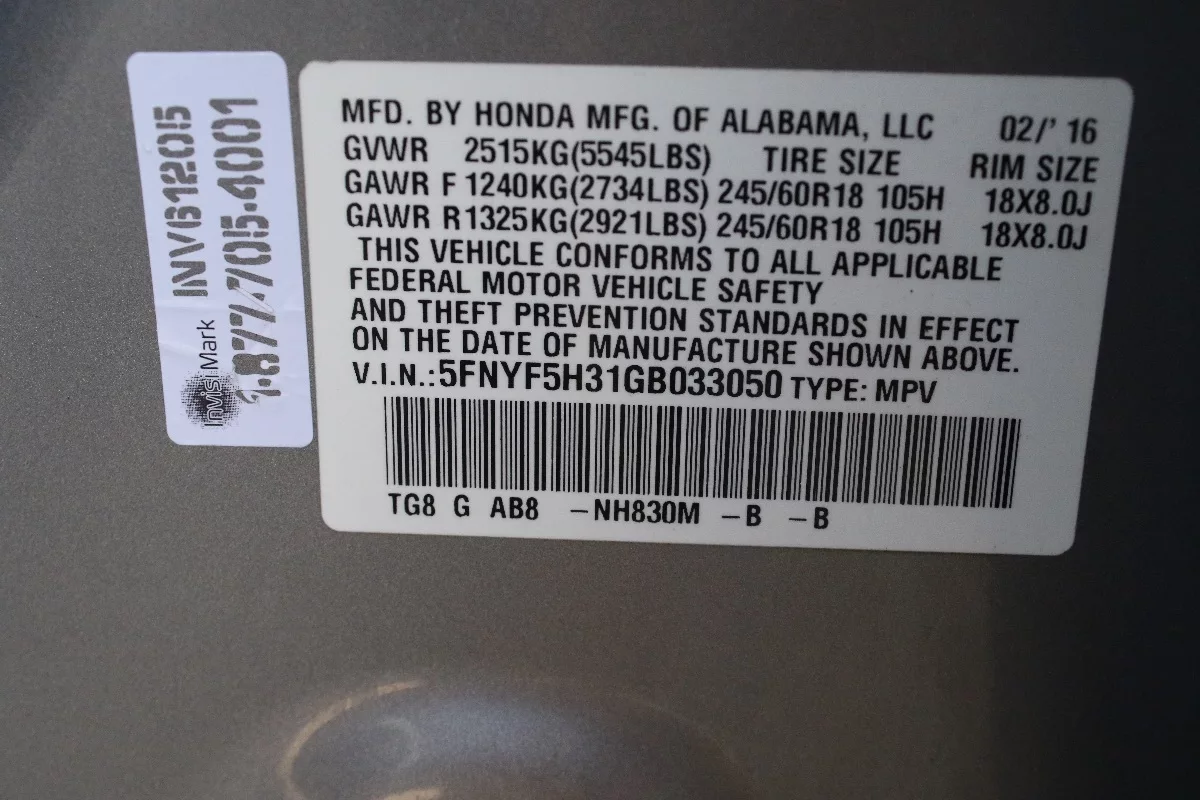 MFD. BY HONDA MFG. OF ALABAMA, LLC 02/' 16
GVWR 2515KG(5545LBS) TIRE SIZE RIM SIZE
GAWR F 1240KG(2734LBS) 245/60R18 105H 18X8.0J
GAWR R1325KG(2921LBS) 245/60R18 105H 18X8.0J
THIS VEHICLE CONFORMS TO ALL APPLICABLE
FEDERAL MOTOR VEHICLE SAFETY
AND THEFT PREVENTION STANDARDS IN EFFECT
ON THE DATE OF MANUFACTURE SHOWN ABOVE.
V.I.N.:5FNYF5H31GB033050 TYPE: MPV
TG8 G AB8 –NH830M –B –B
InvisiMark INV61205
1-877-705-4001